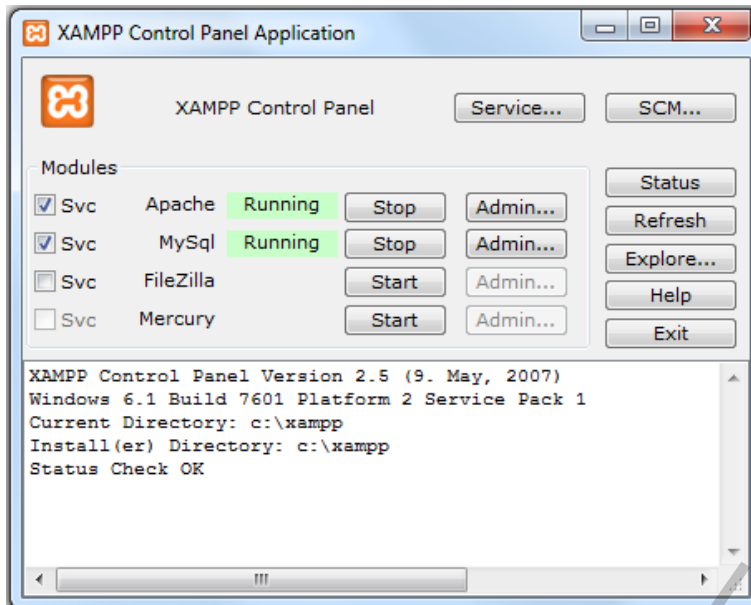 XAMPP Control Panel Application
XAMPP Control Panel Service... SCM...
Modules
Svc Apache Running Stop Admin...
Svc MySql Running Stop Admin...
Svc FileZilla Start Admin...
Svc Mercury Start Admin...
Status
Refresh
Explore...
Help
Exit
XAMPP Control Panel Version 2.5 (9. May, 2007)
Windows 6.1 Build 7601 Platform 2 Service Pack 1
Current Directory: c:\xampp
Install(er) Directory: c:\xampp
Status Check OK